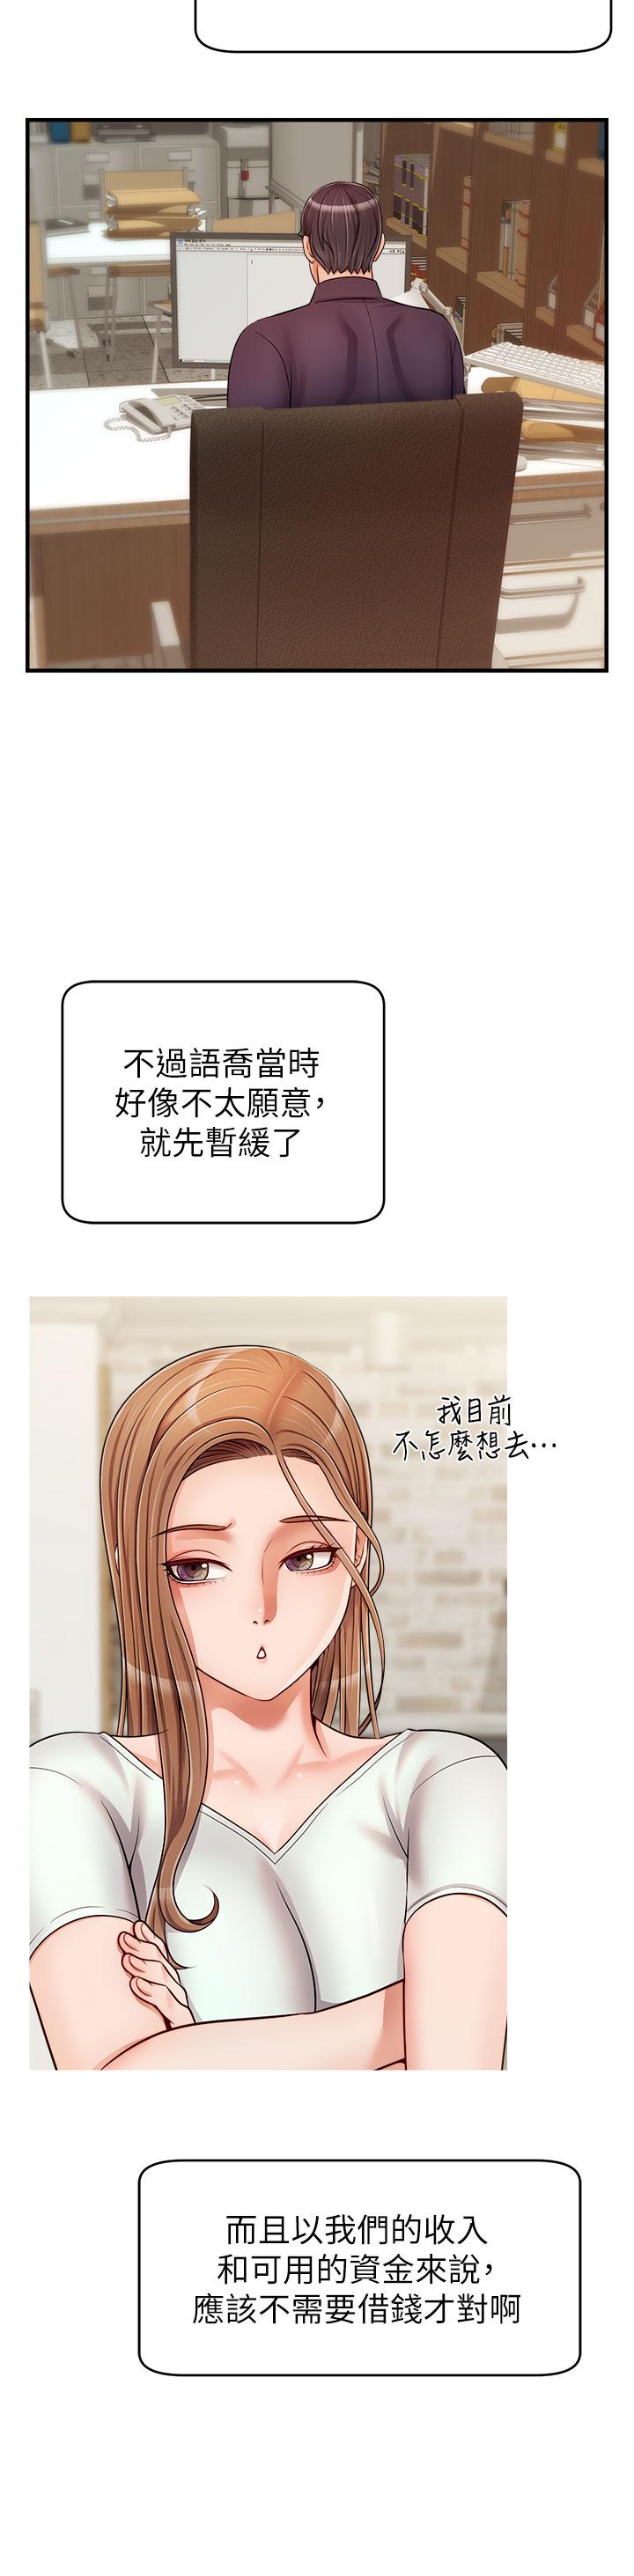 不過語喬當時
好像不太願意，
就先暫緩了
我目前
不怎麼想去…
而且以我們的收入
和可用的資金來說，
應該不需要借錢才對啊